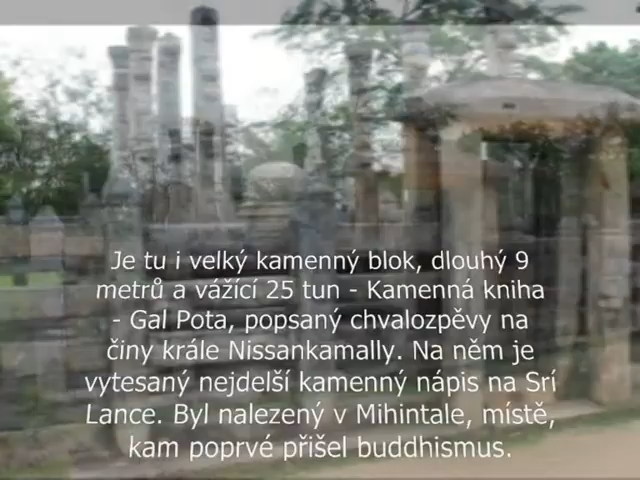 Je tu i velký kamenný blok, dlouhý 9
metrů a vážící 25 tun - Kamenná kniha
- Gal Pota, popsaný chvalozpěvy na
činy krále Nissankamally. Na něm je
vytesaný nejdelší kamenný nápis na Srí
Lance. Byl nalezený v Mihintale, místě,
kam poprvé přišel buddhismus.